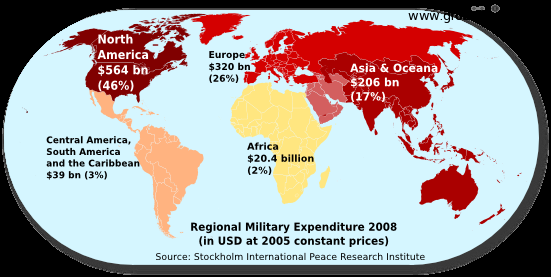 www.gr
North
America
$564 bn
(46%)
Europe
$320 bn
(26%)
Asia & Oceana
$206 bn
(17%)
Central America,
South America
and the Caribbean
$39 bn (3%)
Africa
$20.4 billion
(2%)
Regional Military Expenditure 2008
(in USD at 2005 constant prices)
Source: Stockholm International Peace Research Institute